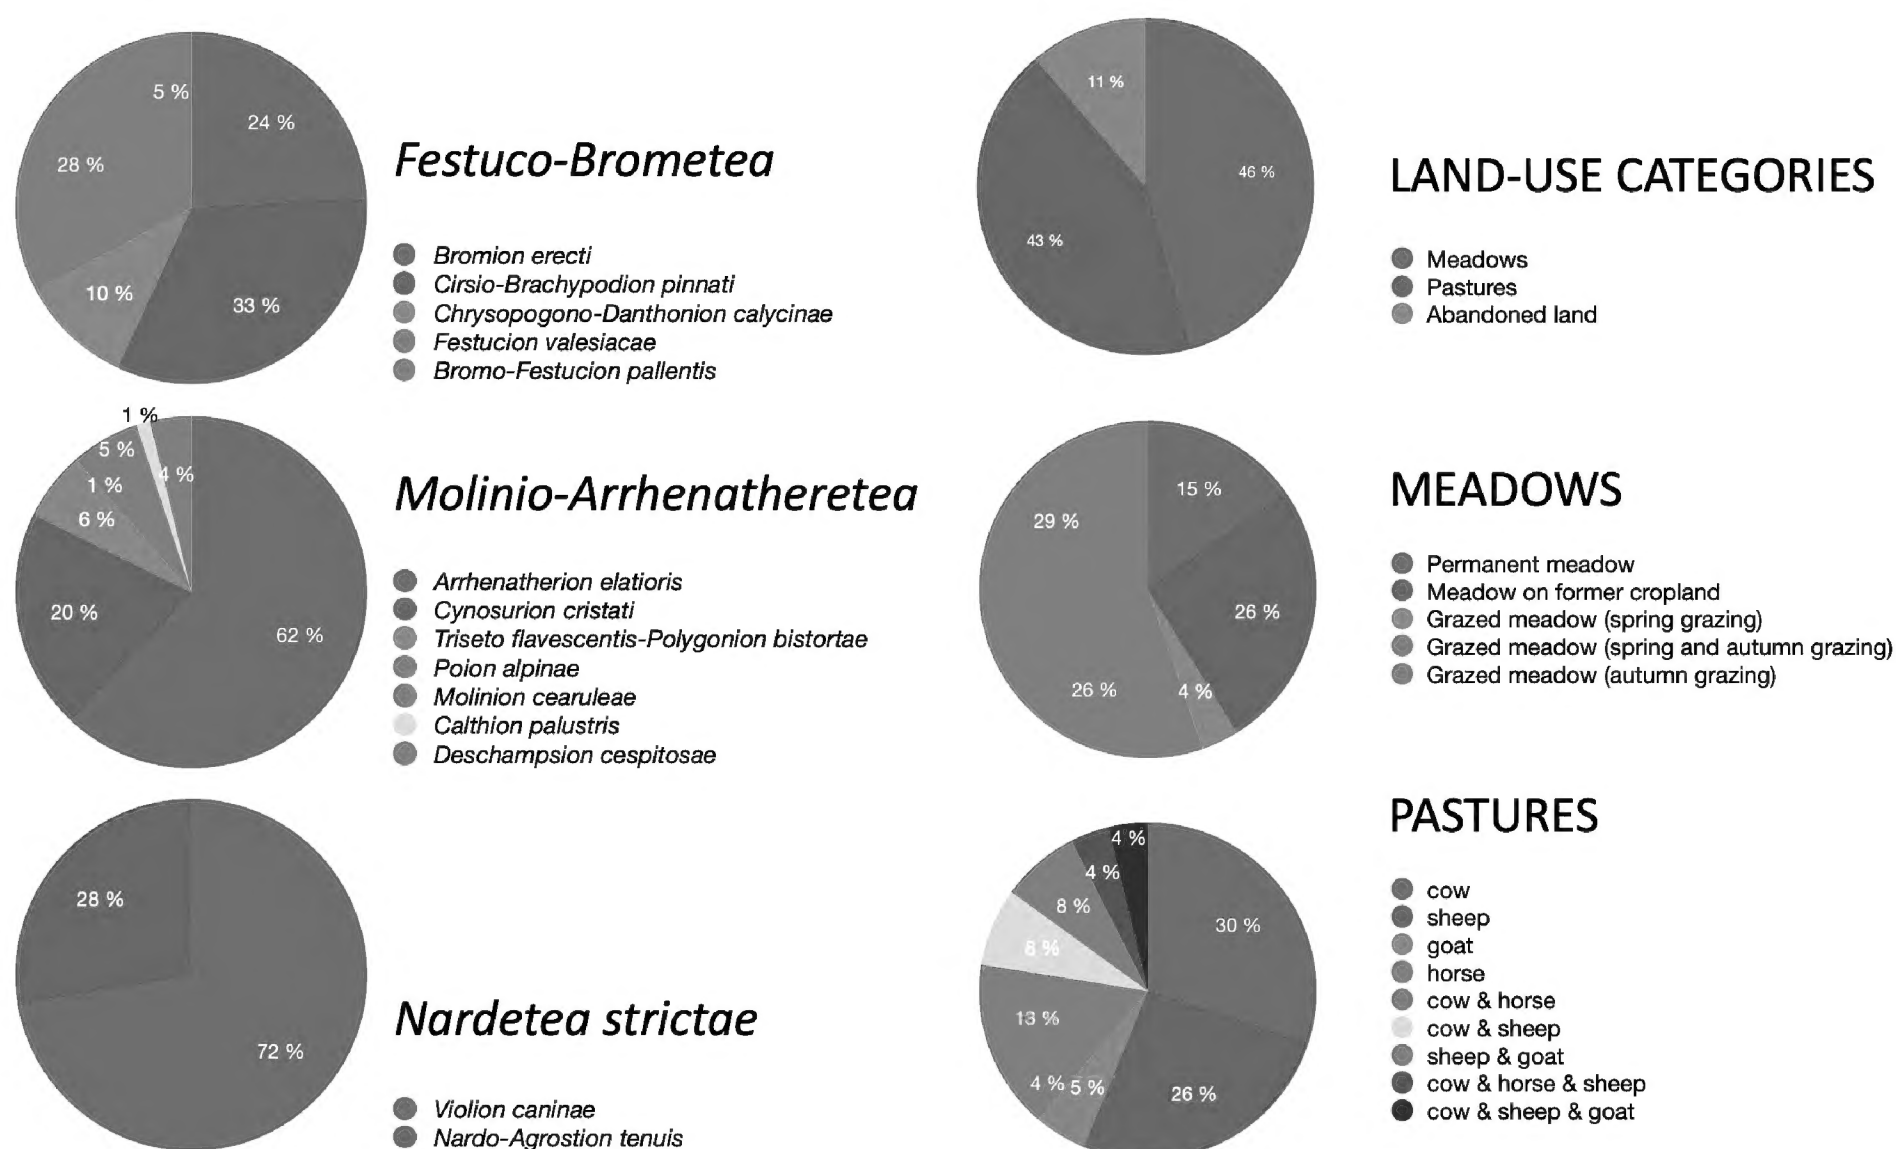 5 %
24 %
28 %
10 %
33 %
Festuco-Brometea
Bromion erecti
Cirsio-Brachypodion pinnati
Chrysopogono-Danthonion calycinae
Festucion valesiacae
Bromo-Festucion pallentis
1 %
5 %
4 %
1 %
6 %
20 %
62 %
Molinio-Arrhenatheretea
Arrhenatherion elatioris
Cynosurion cristati
Triseto flavescentis-Polygonion bistortae
Poion alpinae
Molinion cearuleae
Calthion palustris
Deschampsion cespitosae
28 %
72 %
Nardetea strictae
Violion caninae
Nardo-Agrostion tenuis
11 %
46 %
43 %
LAND-USE CATEGORIES
Meadows
Pastures
Abandoned land
15 %
29 %
26 %
26 %
4 %
MEADOWS
Permanent meadow
Meadow on former cropland
Grazed meadow (spring grazing)
Grazed meadow (spring and autumn grazing)
Grazed meadow (autumn grazing)
4 %
4 %
8 %
30 %
8 %
13 %
4 %
5 %
26 %
PASTURES
cow
sheep
goat
horse
cow & horse
cow & sheep
sheep & goat
cow & horse & sheep
cow & sheep & goat